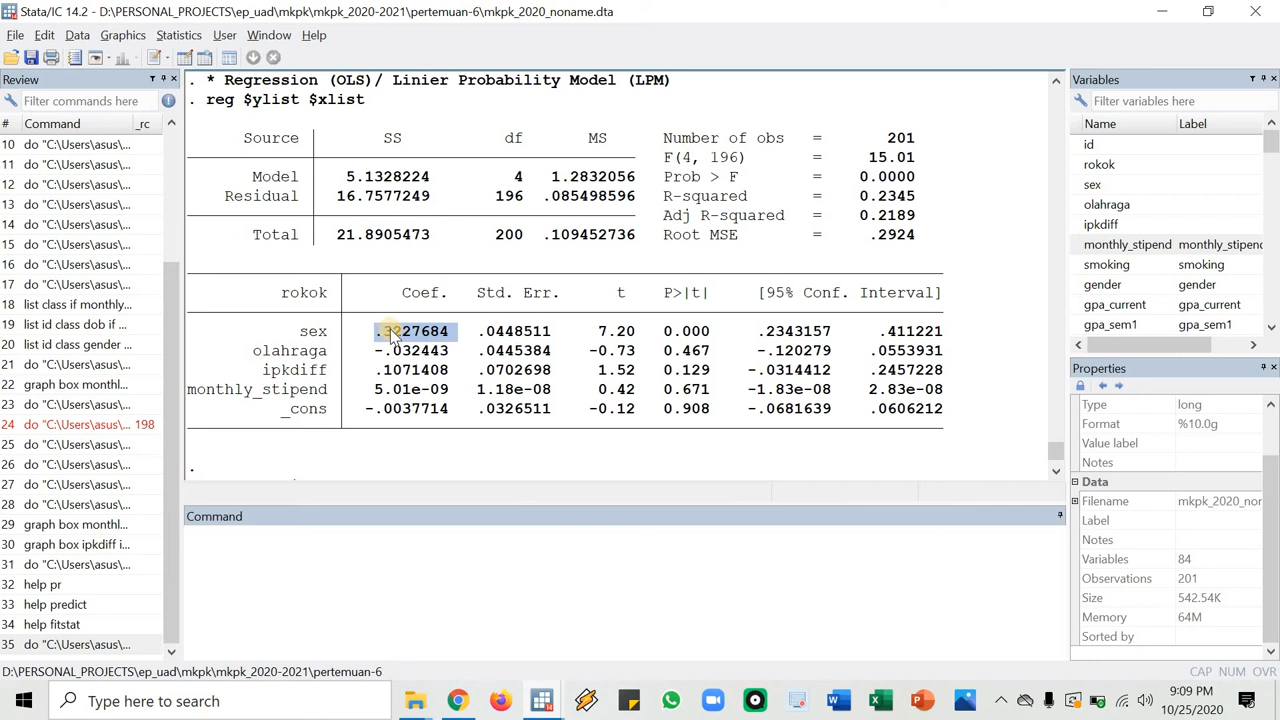 Stata/IC 14.2 - D:\PERSONAL_PROJECTS\ep_uad\mkpk\mkpk_2020-2021\pertemuan-6\mkpk_2020_noname.dta
File Edit Data Graphics Statistics User Window Help
Review
Filter commands here
# Command _rc
10 do "C:\Users\asus\...
11 do "C:\Users\asus\...
12 do "C:\Users\asus\...
13 do "C:\Users\asus\...
14 do "C:\Users\asus\...
15 do "C:\Users\asus\...
16 do "C:\Users\asus\...
17 do "C:\Users\asus\...
18 list class if monthly...
19 list id class dob if ...
20 list id class gender ...
22 graph box monthl...
23 do "C:\Users\asus\...
24 do "C:\Users\asus\... 198
25 do "C:\Users\asus\...
26 do "C:\Users\asus\...
27 do "C:\Users\asus\...
28 do "C:\Users\asus\...
29 graph box monthl...
30 graph box ipkdiff i...
31 do "C:\Users\asus\...
32 help pr
33 help predict
34 help fitstat
35 do "C:\Users\asus\...
. * Regression (OLS)/ Linier Probability Model (LPM)
. reg $ylist $xlist
Source SS df MS Number of obs = 201
F(4, 196) = 15.01
Model 5.1328224 4 1.2832056 Prob > F = 0.0000
Residual 16.7577249 196 .085498596 R-squared = 0.2345
Adj R-squared = 0.2189
Total 21.8905473 200 .109452736 Root MSE = .2924
rokok Coef. Std. Err. t P>|t| [95% Conf. Interval]
sex .3227684 .0448511 7.20 0.000 .2343157 .411221
olahraga -.032443 .0445384 -0.73 0.467 -.120279 .0553931
ipkdiff .1071408 .0702698 1.52 0.129 -.0314412 .2457228
monthly_stipend 5.01e-09 1.18e-08 0.42 0.671 -1.83e-08 2.83e-08
_cons -.0037714 .0326511 -0.12 0.908 -.0681639 .0606212
.
Command
Variables
Filter variables here
Name Label
id
rokok
sex
olahraga
ipkdiff
monthly_stipend monthly_stipend
smoking smoking
gender gender
gpa_current gpa_current
gpa_sem1 gpa_sem1
Properties
Type long
Format %10.0g
Value label
Notes
Data
Filename mkpk_2020_nor
Label
Notes
Variables 84
Observations 201
Size 542.54K
Memory 64M
Sorted by
D:\PERSONAL_PROJECTS\ep_uad\mkpk\mkpk_2020-2021\pertemuan-6
CAP NUM OVR
Type here to search
9:09 PM
10/25/2020